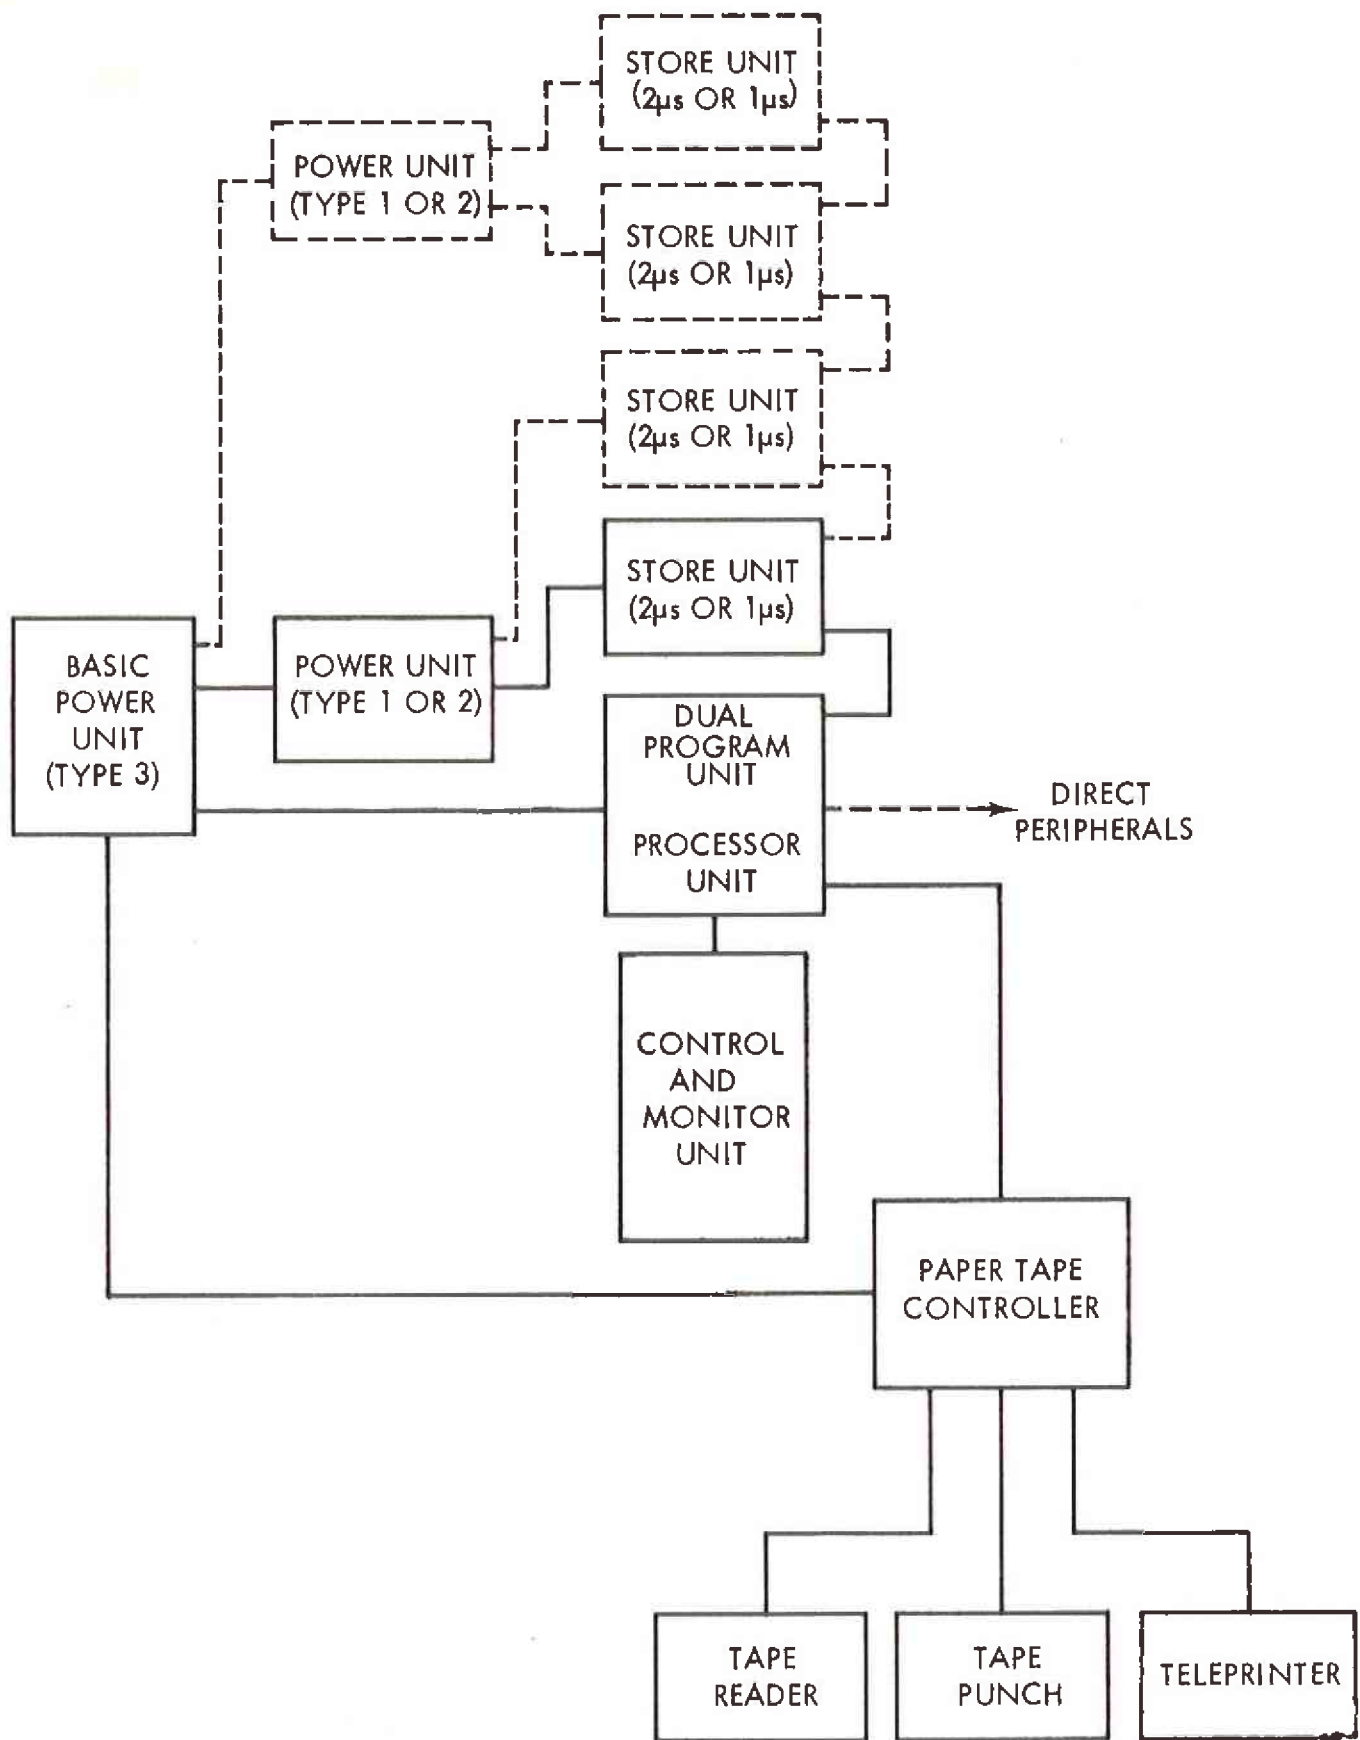 STORE UNIT
(2µs OR 1µs)
POWER UNIT
(TYPE 1 OR 2)
STORE UNIT
(2µs OR 1µs)
STORE UNIT
(2µs OR 1µs)
STORE UNIT
(2µs OR 1µs)
BASIC
POWER
UNIT
(TYPE 3)
POWER UNIT
(TYPE 1 OR 2)
DUAL
PROGRAM
UNIT
PROCESSOR
UNIT
DIRECT
PERIPHERALS
CONTROL
AND
MONITOR
UNIT
PAPER TAPE
CONTROLLER
TAPE
READER
TAPE
PUNCH
TELEPRINTER